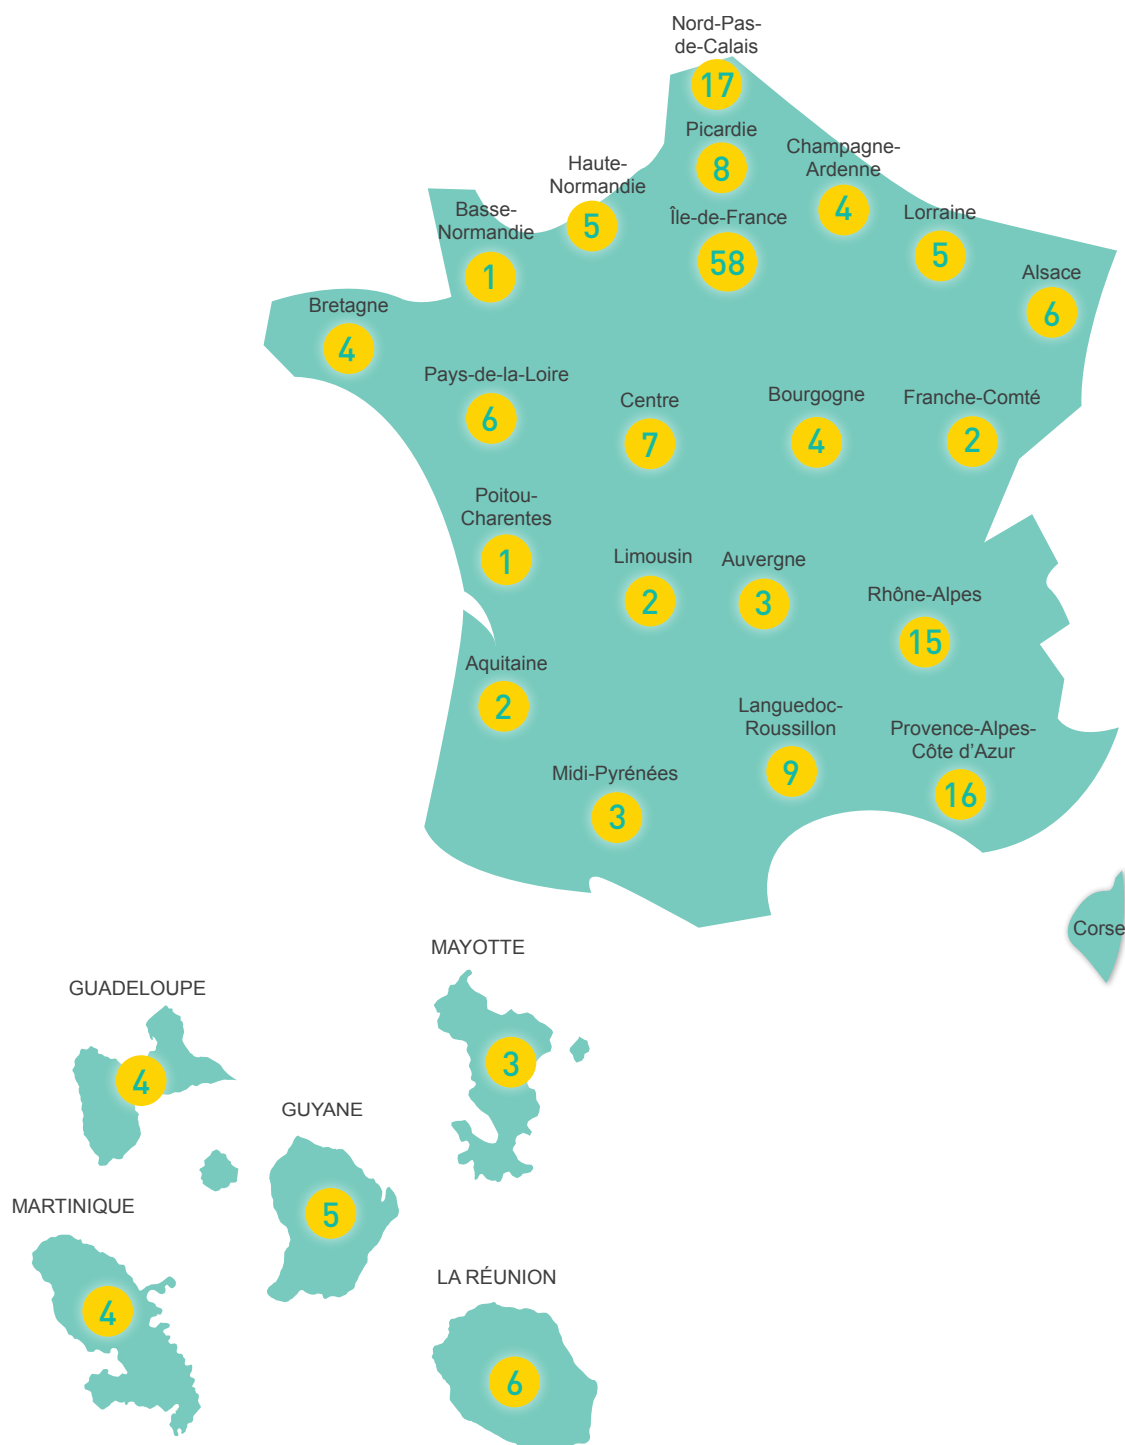 Nord-Pas-
de-Calais
17
Picardie
8
Champagne-
Ardenne
4
Haute-
Normandie
5
Île-de-France
58
Lorraine
5
Basse-
Normandie
1
Alsace
6
Bretagne
4
Pays-de-la-Loire
6
Centre
7
Bourgogne
4
Franche-Comté
2
Poitou-
Charentes
1
Limousin
2
Auvergne
3
Rhône-Alpes
15
Aquitaine
2
Languedoc-
Roussillon
9
Provence-Alpes-
Côte d'Azur
16
Midi-Pyrénées
3
Corse
MAYOTTE
3
GUADELOUPE
4
GUYANE
5
MARTINIQUE
4
LA RÉUNION
6